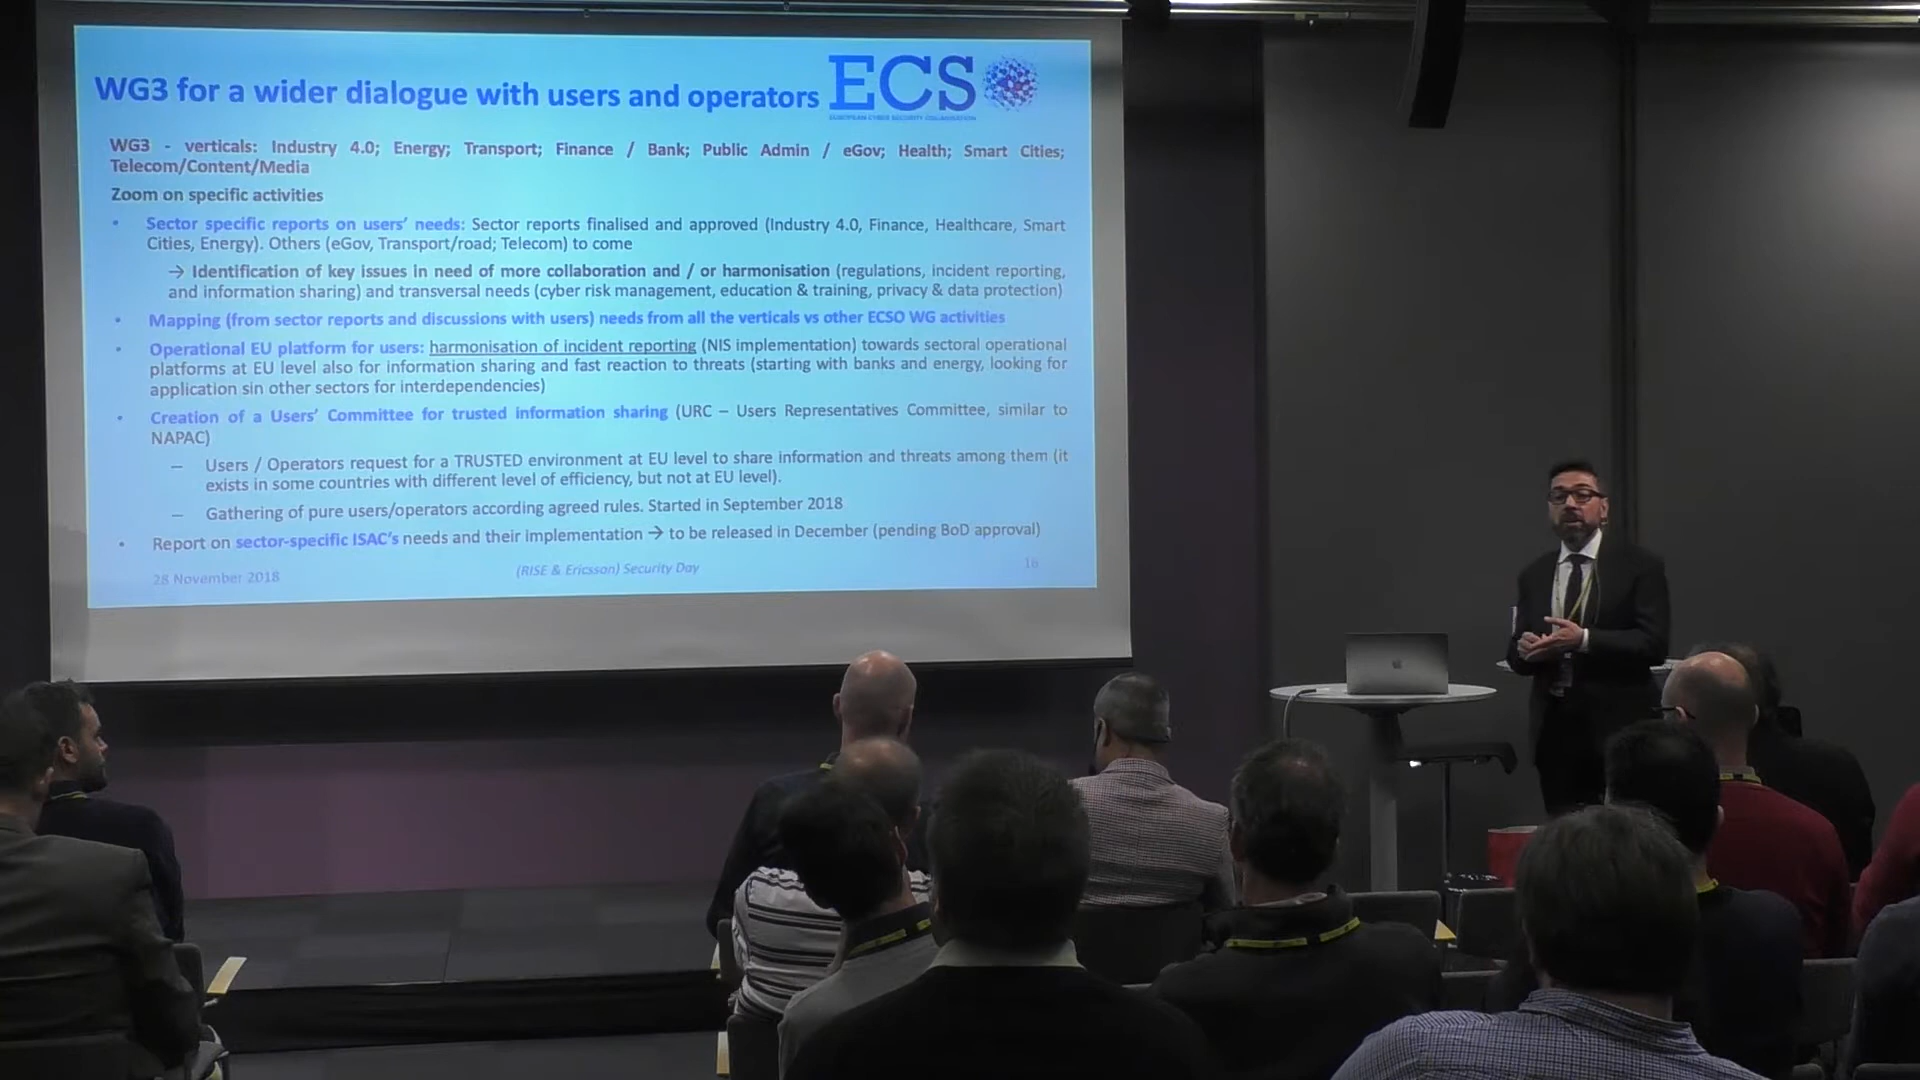 WG3 for a wider dialogue with users and operators
ECS
EUROPEAN CYBER SECURITY ORGANISATION
WG3 - verticals: Industry 4.0; Energy; Transport; Finance / Bank; Public Admin / eGov; Health; Smart Cities;
Telecom/Content/Media
Zoom on specific activities
• Sector specific reports on users' needs: Sector reports finalised and approved (Industry 4.0, Finance, Healthcare, Smart
Cities, Energy). Others (eGov, Transport/road; Telecom) to come
→ Identification of key issues in need of more collaboration and / or harmonisation (regulations, incident reporting,
and information sharing) and transversal needs (cyber risk management, education & training, privacy & data protection)
• Mapping (from sector reports and discussions with users) needs from all the verticals vs other ECSO WG activities
• Operational EU platform for users: harmonisation of incident reporting (NIS implementation) towards sectoral operational
platforms at EU level also for information sharing and fast reaction to threats (starting with banks and energy, looking for
application sin other sectors for interdependencies)
• Creation of a Users' Committee for trusted information sharing (URC – Users Representatives Committee, similar to
NAPAC)
– Users / Operators request for a TRUSTED environment at EU level to share information and threats among them (it
exists in some countries with different level of efficiency, but not at EU level).
– Gathering of pure users/operators according agreed rules. Started in September 2018
• Report on sector-specific ISAC's needs and their implementation → to be released in December (pending BoD approval)
28 November 2018
(RISE & Ericsson) Security Day
16